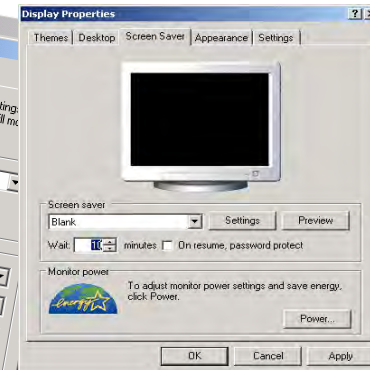 Display Properties
Themes Desktop Screen Saver Appearance Settings
Screen saver
Blank Settings Preview
Wait: 10 minutes On resume, password protect
Monitor power
energy
To adjust monitor power settings and save energy,
click Power.
Power...
OK Cancel Apply